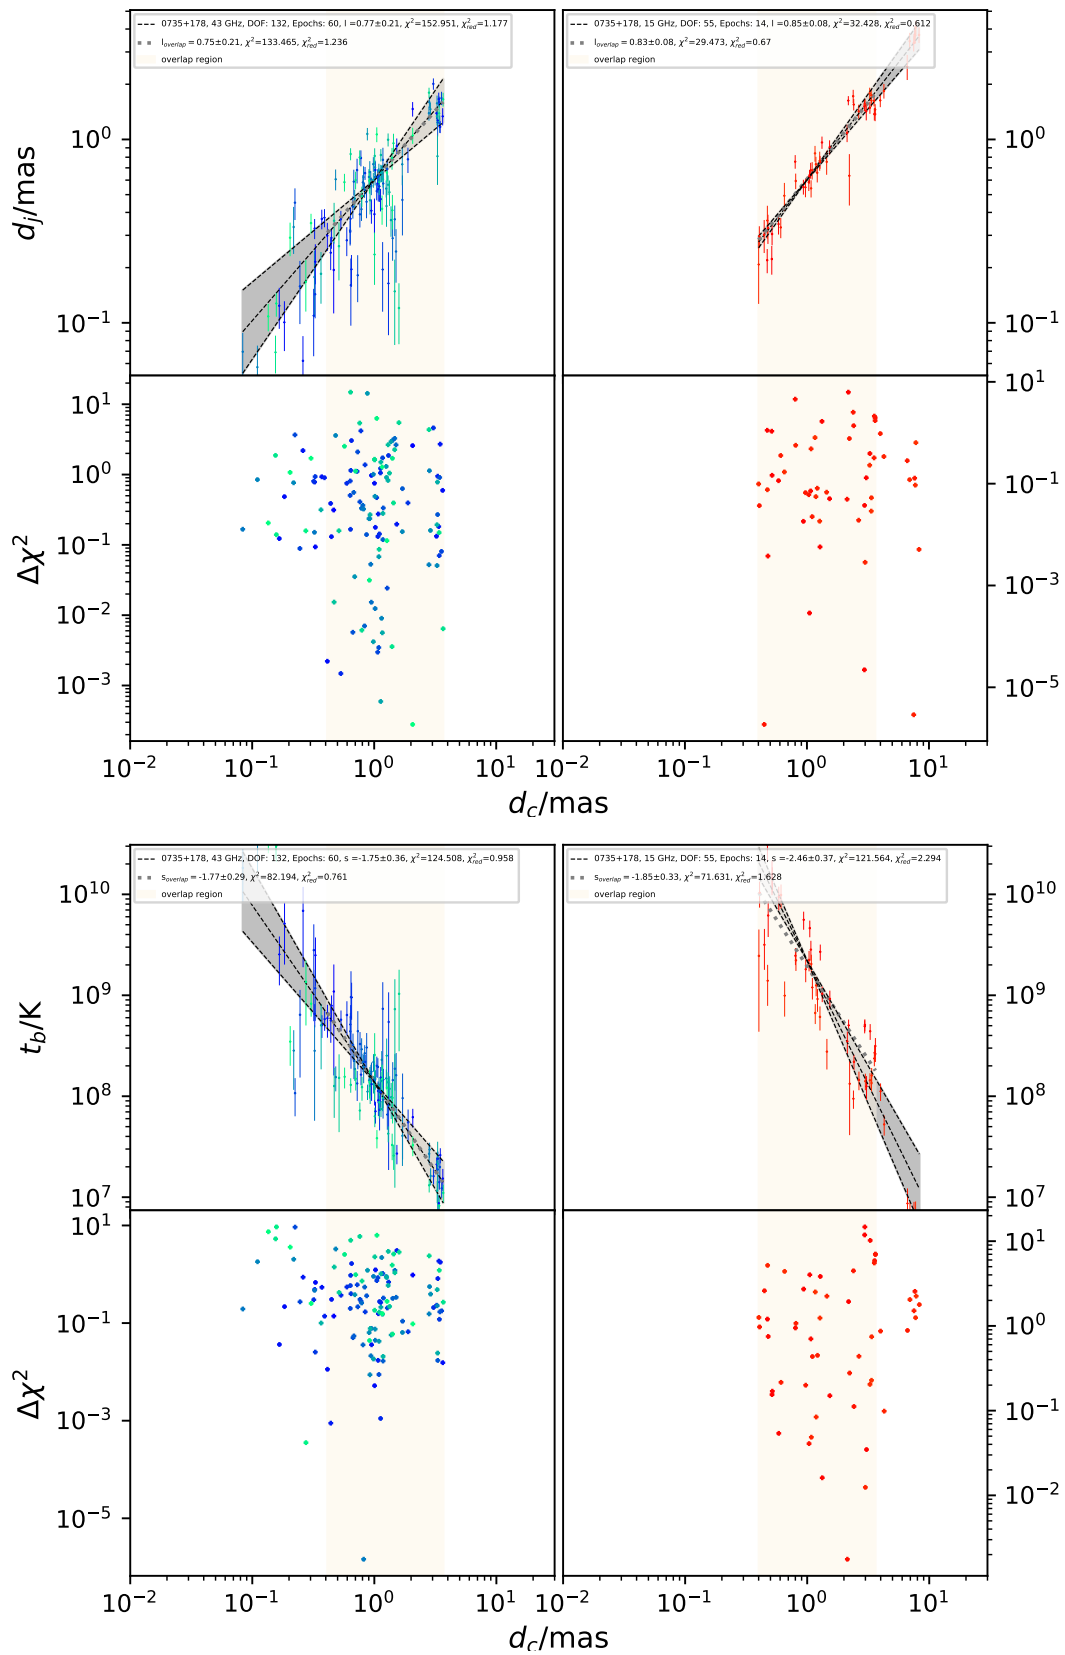 0735+178, 43 GHz, DOF: 132, Epochs: 60, l =0.77±0.21, χ²=152.951, χ²red=1.177
loverlap = 0.75±0.21, χ²=133.465, χ²red=1.236
overlap region
0735+178, 15 GHz, DOF: 55, Epochs: 14, l =0.85±0.08, χ²=32.428, χ²red=0.612
loverlap = 0.83±0.08, χ²=29.473, χ²red=0.67
overlap region
dj/mas
10⁰
10⁻¹
10⁰
10⁻¹
Δχ²
10¹
10⁰
10⁻¹
10⁻²
10⁻³
10¹
10⁻¹
10⁻³
10⁻⁵
10⁻² 10⁻¹ 10⁰ 10¹ 10⁻² 10⁻¹ 10⁰ 10¹
dc/mas
0735+178, 43 GHz, DOF: 132, Epochs: 60, s =-1.75±0.36, χ²=124.508, χ²red=0.958
soverlap = -1.77±0.29, χ²=82.194, χ²red=0.761
overlap region
0735+178, 15 GHz, DOF: 55, Epochs: 14, s =-2.46±0.37, χ²=121.564, χ²red=2.294
soverlap = -1.85±0.33, χ²=71.631, χ²red=1.628
overlap region
tb/K
10¹⁰
10⁹
10⁸
10⁷
10¹⁰
10⁹
10⁸
10⁷
Δχ²
10¹
10⁻¹
10⁻³
10⁻⁵
10¹
10⁰
10⁻¹
10⁻²
10⁻² 10⁻¹ 10⁰ 10¹ 10⁻² 10⁻¹ 10⁰ 10¹
dc/mas